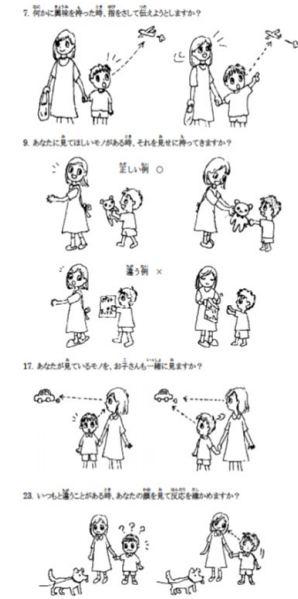 7. 何かに興味を持った時、指をさして伝えようとしますか？
9. あなたに見てほしいモノがある時、それを見せに持ってきますか？
正しい例 ○
違う例 ×
17. あなたが見ているモノを、お子さんも一緒に見ますか？
23. いつもと違うことがある時、あなたの顔を見て反応を確かめますか？
???